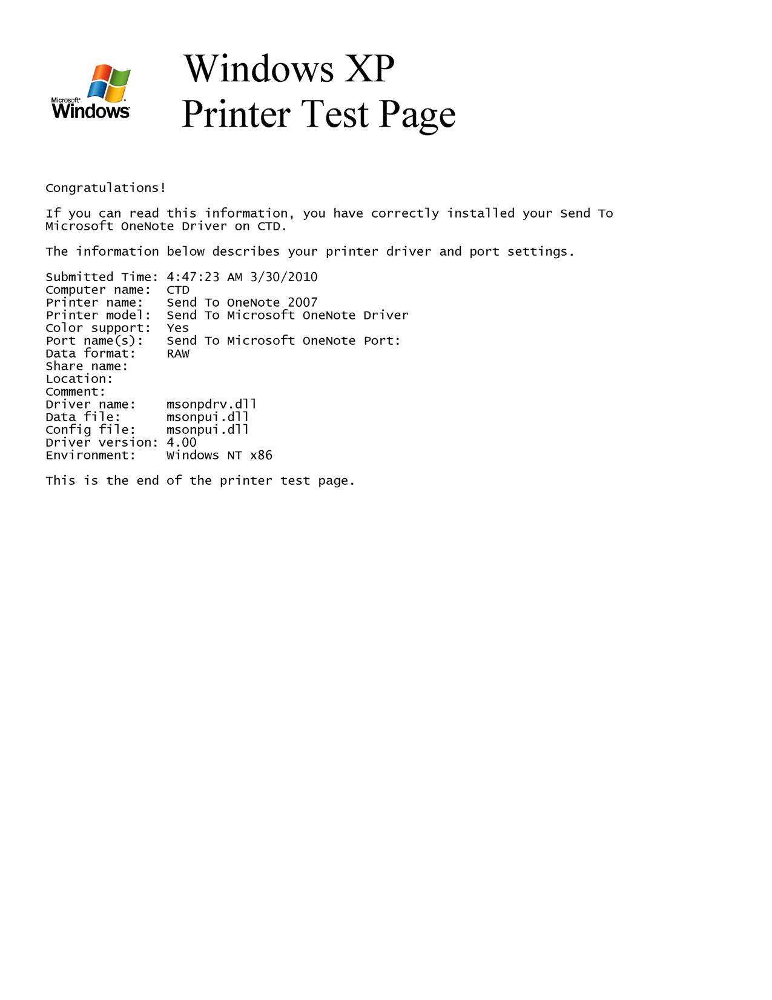 Microsoft®
Windows®
Windows XP
Printer Test Page
Congratulations!
If you can read this information, you have correctly installed your Send To
Microsoft OneNote Driver on CTD.
The information below describes your printer driver and port settings.
Submitted Time: 4:47:23 AM 3/30/2010
Computer name:  CTD
Printer name:   Send To OneNote 2007
Printer model:  Send To Microsoft OneNote Driver
Color support:  Yes
Port name(s):   Send To Microsoft OneNote Port:
Data format:    RAW
Share name:
Location:
Comment:
Driver name:    msonpdrv.dll
Data file:      msonpui.dll
Config file:    msonpui.dll
Driver version: 4.00
Environment:    Windows NT x86
This is the end of the printer test page.